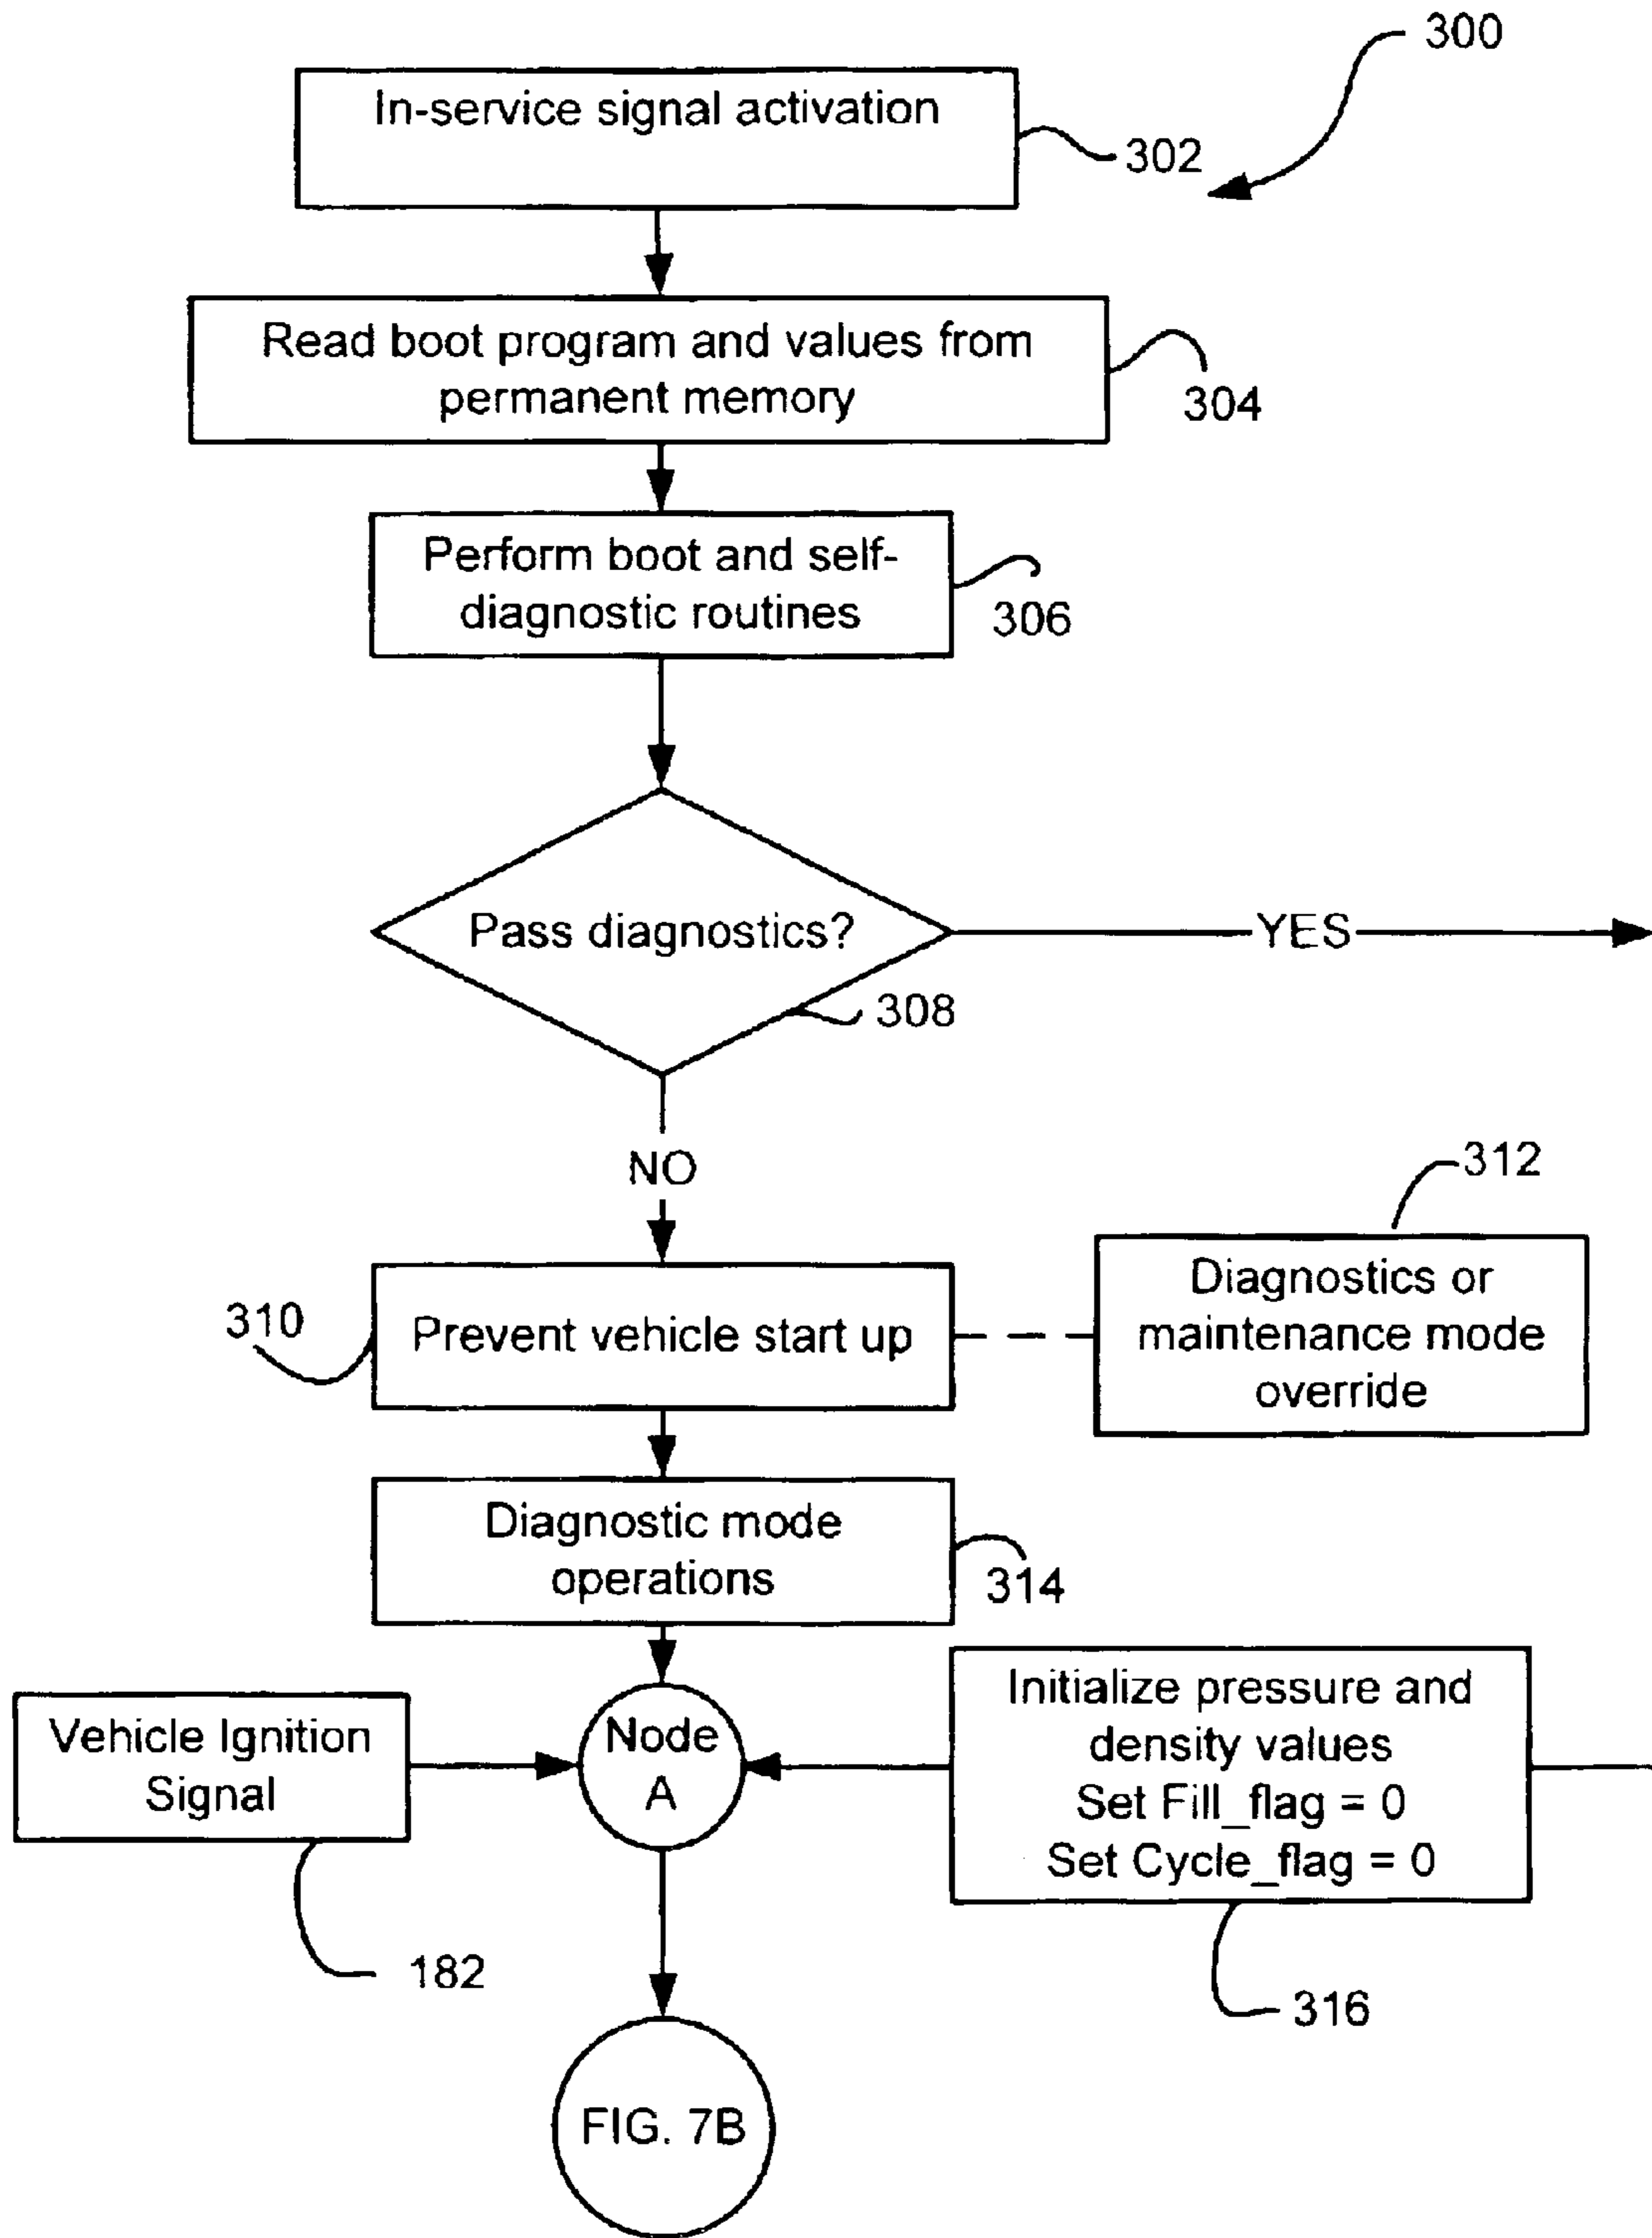 300
In-service signal activation
302
Read boot program and values from
permanent memory
304
Perform boot and self-
diagnostic routines
306
Pass diagnostics?
YES
308
NO
312
310
Prevent vehicle start up
Diagnostics or
maintenance mode
override
Diagnostic mode
operations
314
Vehicle Ignition
Signal
Node
A
Initialize pressure and
density values
Set Fill_flag = 0
Set Cycle_flag = 0
182
316
FIG. 7B